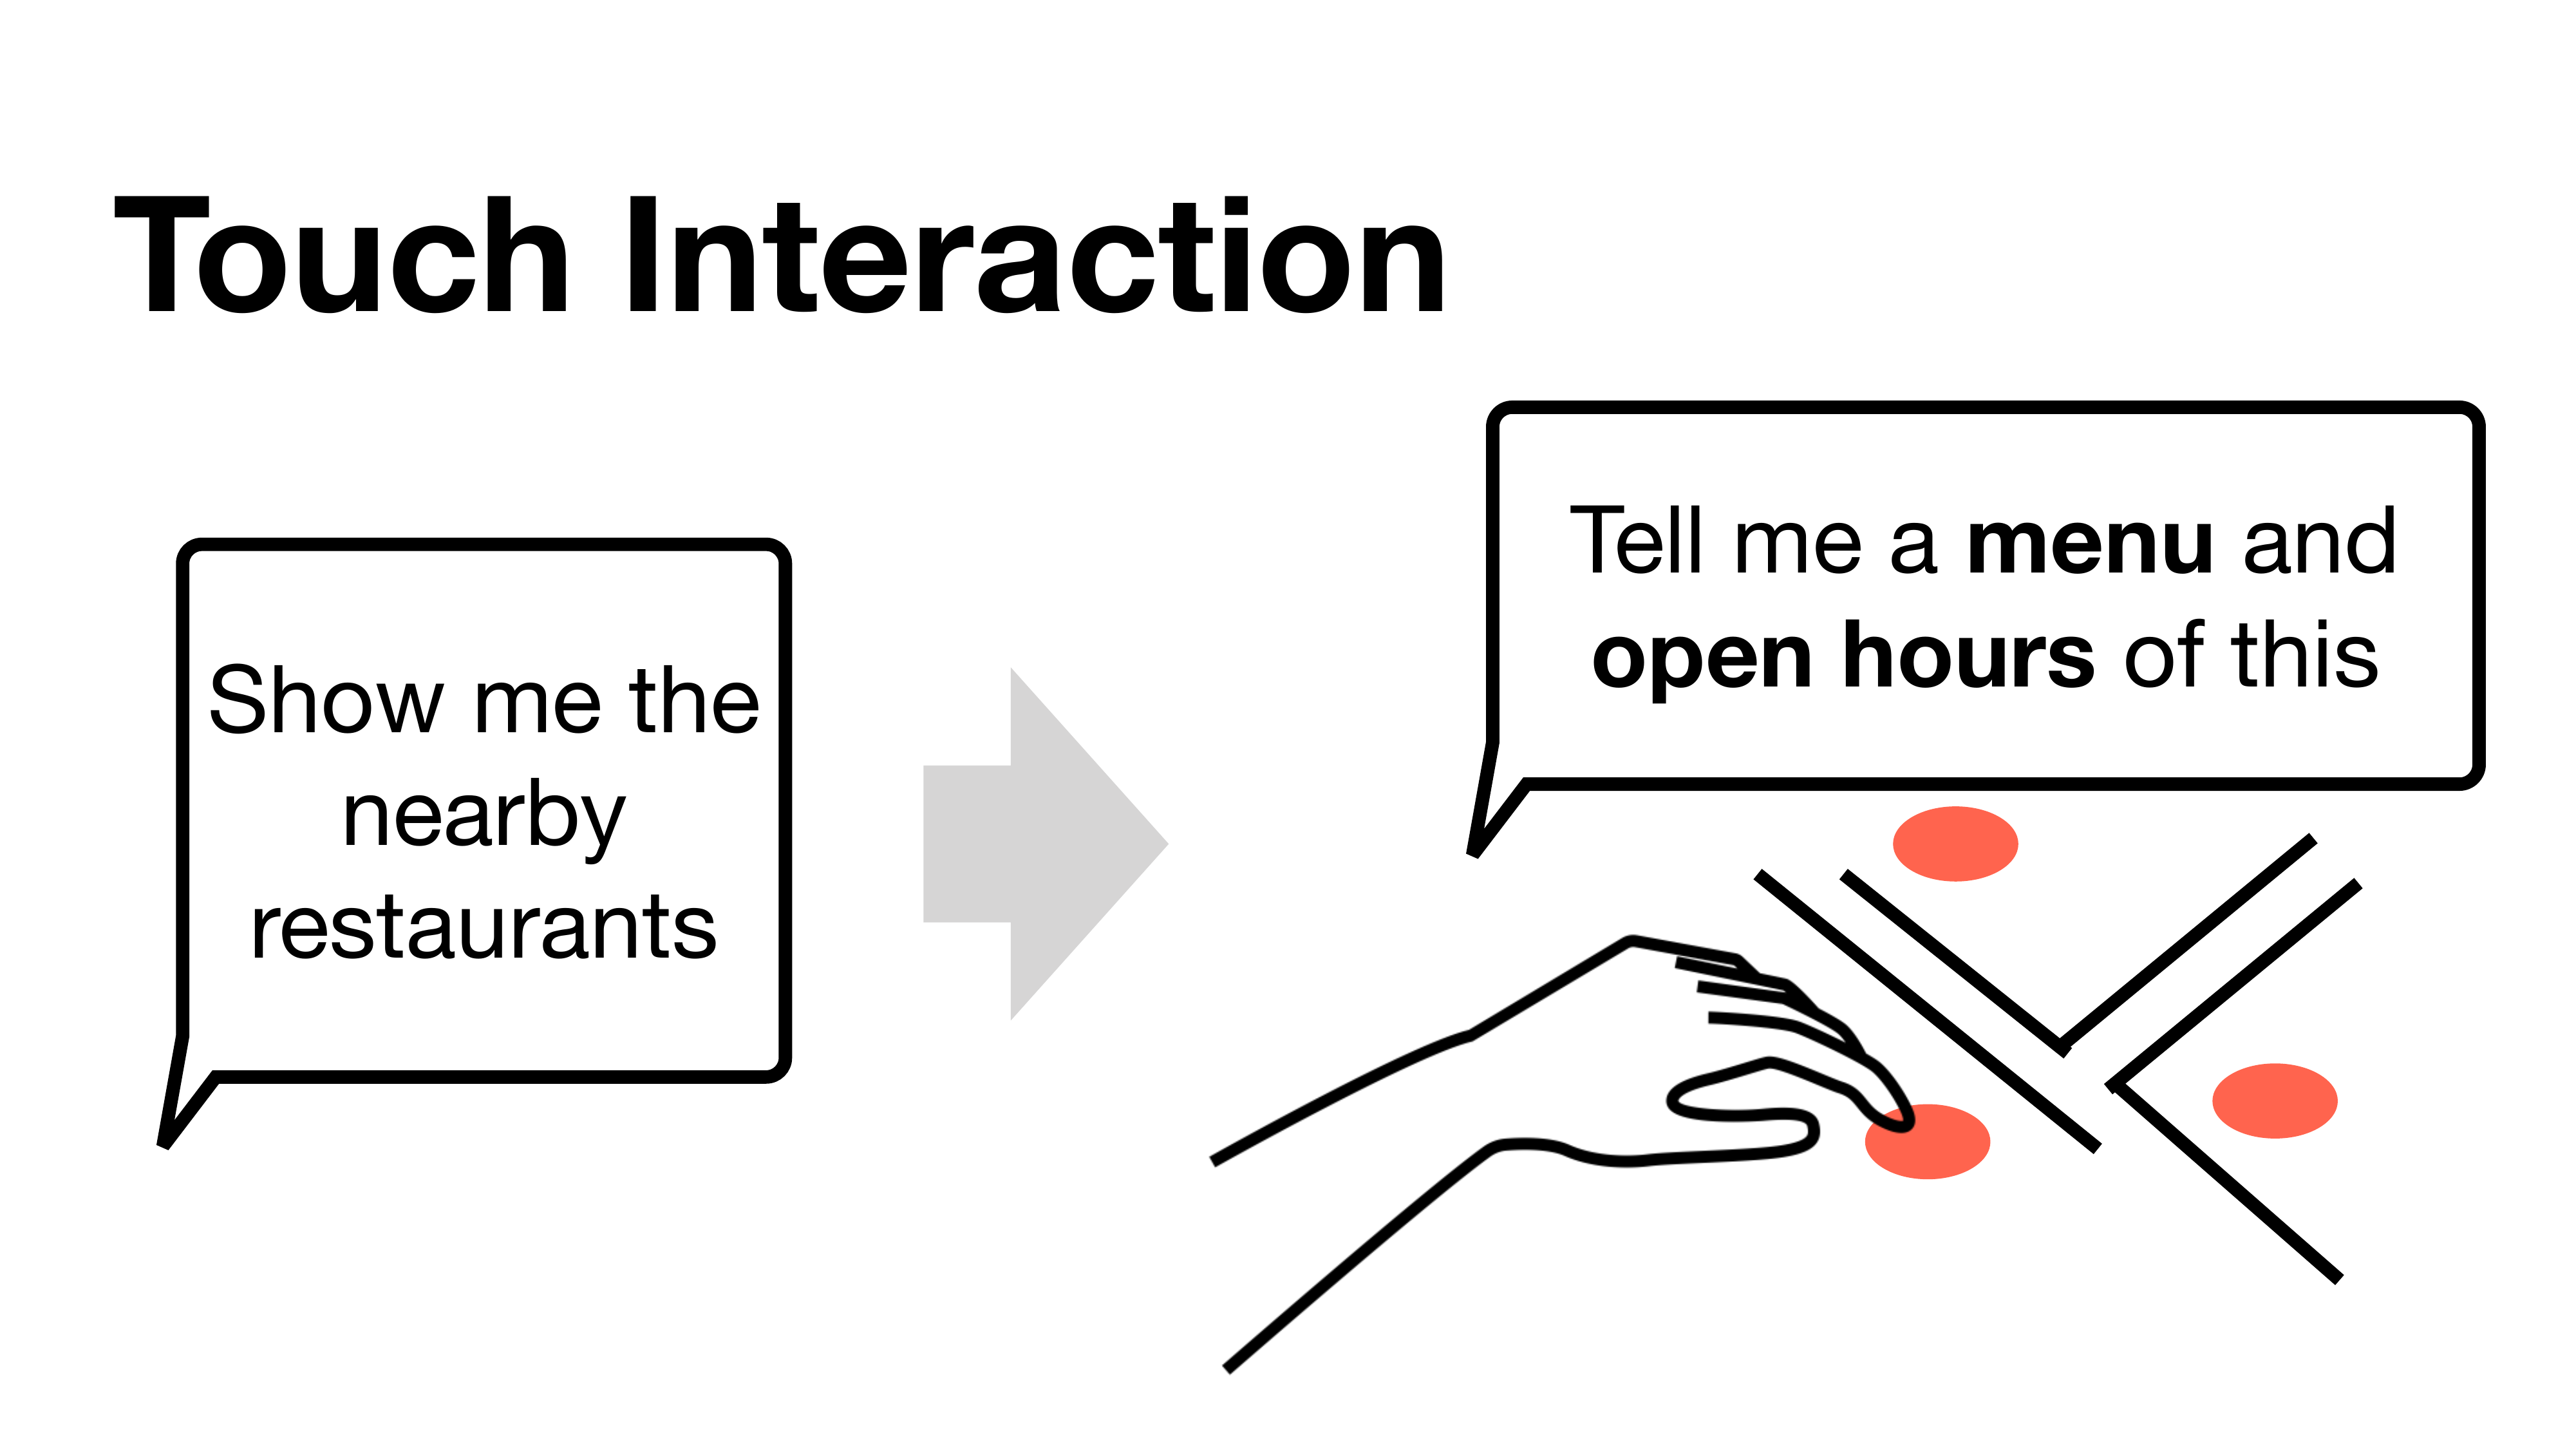 Touch Interaction
Show me the
nearby
restaurants
Tell me a menu and
open hours of this